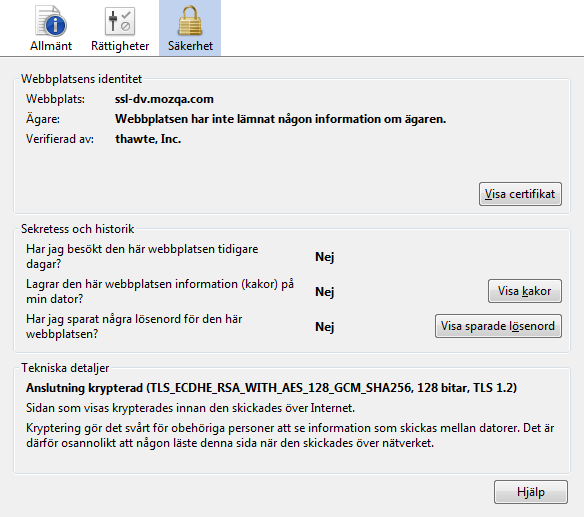 Allmänt Rättigheter Säkerhet
Webbplatsens identitet
Webbplats: ssl-dv.mozqa.com
Ägare: Webbplatsen har inte lämnat någon information om ägaren.
Verifierad av: thawte, Inc.
Visa certifikat
Sekretess och historik
Har jag besökt den här webbplatsen tidigare
dagar?
Nej
Lagrar den här webbplatsen information (kakor) på
min dator?
Nej
Visa kakor
Har jag sparat några lösenord för den här
webbplatsen?
Nej
Visa sparade lösenord
Tekniska detaljer
Anslutning krypterad (TLS_ECDHE_RSA_WITH_AES_128_GCM_SHA256, 128 bitar, TLS 1.2)
Sidan som visas krypterades innan den skickades över Internet.
Kryptering gör det svårt för obehöriga personer att se information som skickas mellan datorer. Det är
därför osannolikt att någon läste denna sida när den skickades över nätverket.
Hjälp